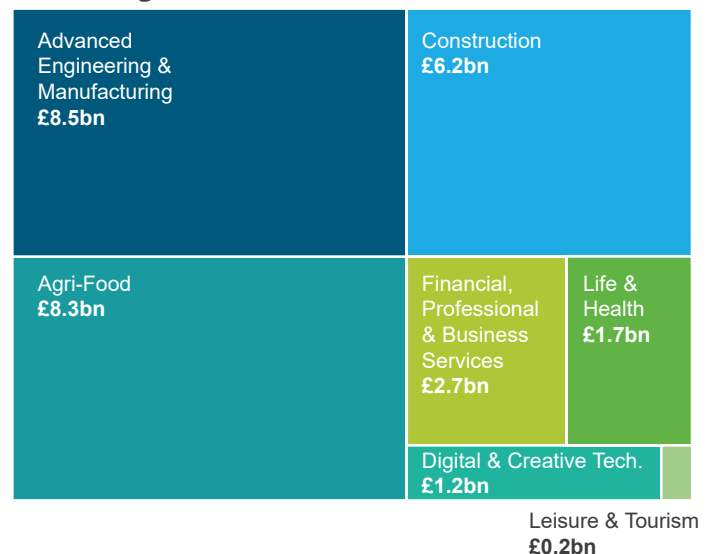 Advanced
Engineering &
Manufacturing
£8.5bn
Construction
£6.2bn
Agri-Food
£8.3bn
Financial,
Professional
& Business
Services
£2.7bn
Life &
Health
£1.7bn
Digital & Creative Tech.
£1.2bn
Leisure & Tourism
£0.2bn